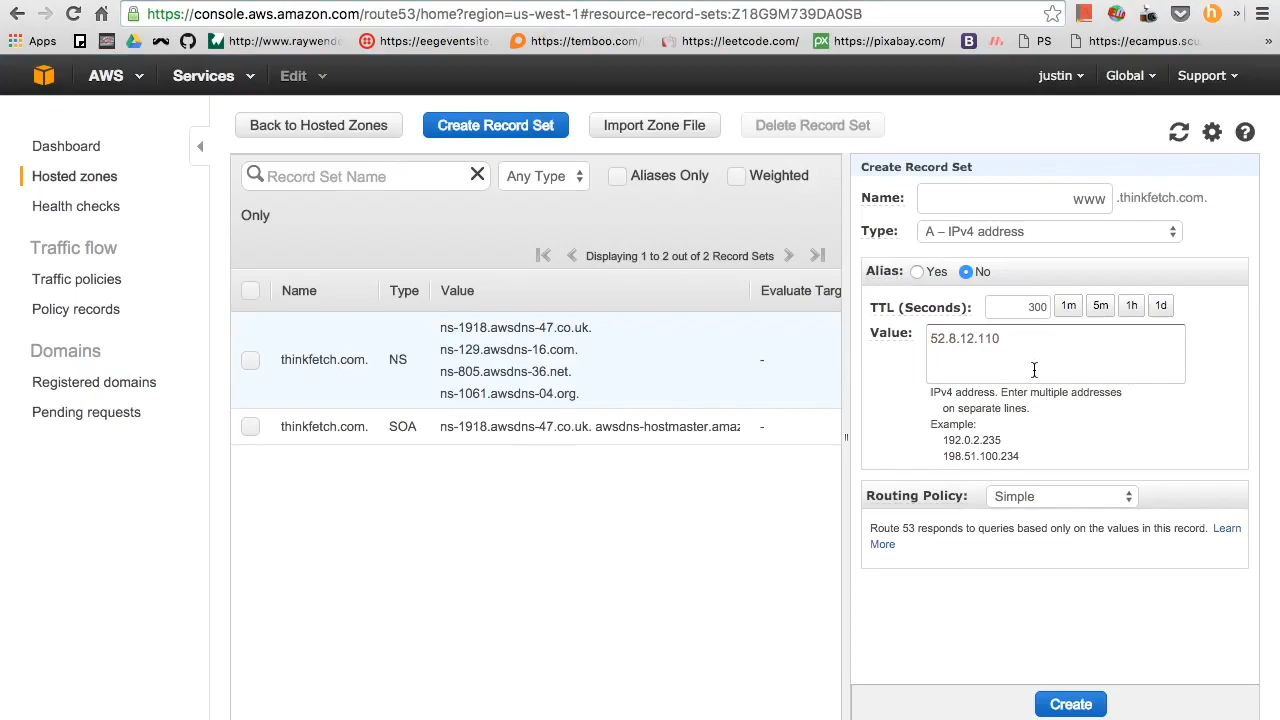 https://console.aws.amazon.com/route53/home?region=us-west-1#resource-record-sets:Z18G9M739DA0SB
Apps http://www.raywende https://eegeventsite. https://temboo.com/ https://leetcode.com/ https://pixabay.com/ PS https://ecampus.scu »
AWS Services Edit justin Global Support
Back to Hosted Zones Create Record Set Import Zone File Delete Record Set
Dashboard
Hosted zones
Health checks
Traffic flow
Traffic policies
Policy records
Domains
Registered domains
Pending requests
Record Set Name Any Type Aliases Only Weighted
Only
Displaying 1 to 2 out of 2 Record Sets
Name Type Value Evaluate Targ
thinkfetch.com. NS
ns-1918.awsdns-47.co.uk.
ns-129.awsdns-16.com.
ns-805.awsdns-36.net.
ns-1061.awsdns-04.org.
-
thinkfetch.com. SOA ns-1918.awsdns-47.co.uk. awsdns-hostmaster.amaz -
Create Record Set
Name: www .thinkfetch.com.
Type: A – IPv4 address
Alias: Yes No
TTL (Seconds): 300 1m 5m 1h 1d
Value: 52.8.12.110
IPv4 address. Enter multiple addresses
on separate lines.
Example:
192.0.2.235
198.51.100.234
Routing Policy: Simple
Route 53 responds to queries based only on the values in this record. Learn
More
Create